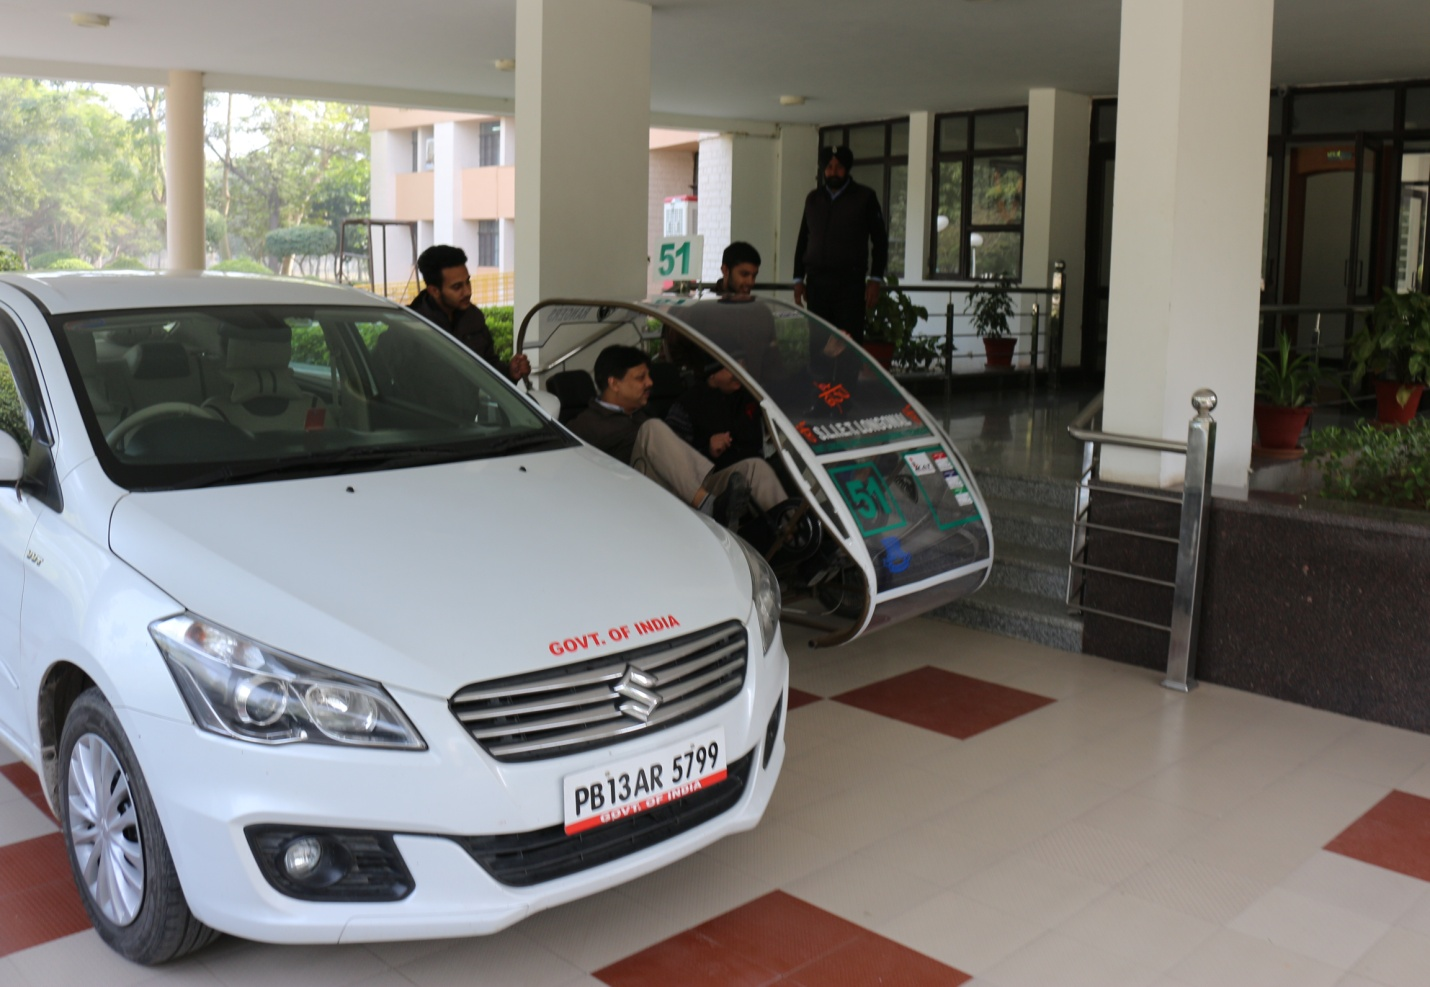 51
S.L.I.E.T. LONGOWAL
51
GOVT. OF INDIA
PB13AR 5799
GOVT. OF INDIA